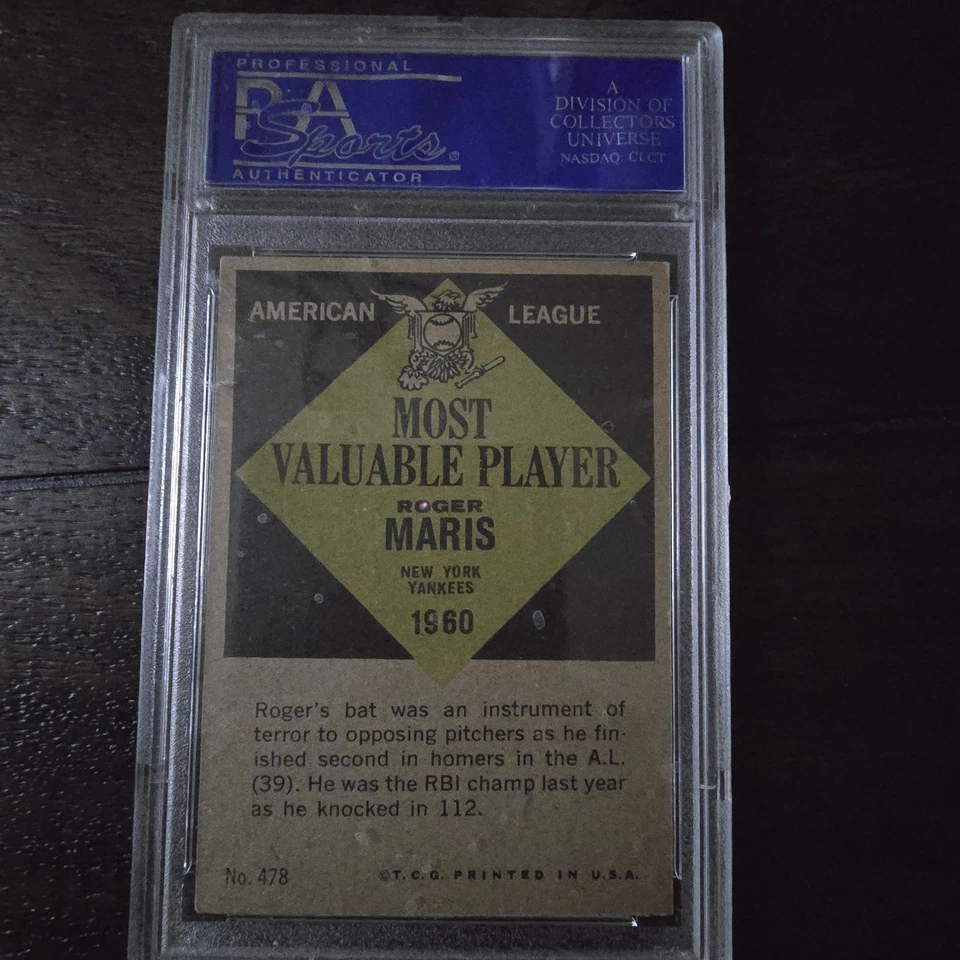 PROFESSIONAL
PSA
Sports®
AUTHENTICATOR
A
DIVISION OF
COLLECTORS
UNIVERSE
NASDAQ: CLCT
AMERICAN LEAGUE
MOST
VALUABLE PLAYER
ROGER
MARIS
NEW YORK
YANKEES
1960
Roger's bat was an instrument of
terror to opposing pitchers as he fin-
ished second in homers in the A.L.
(39). He was the RBI champ last year
as he knocked in 112.
No. 478 ©T.C.G. PRINTED IN U.S.A.